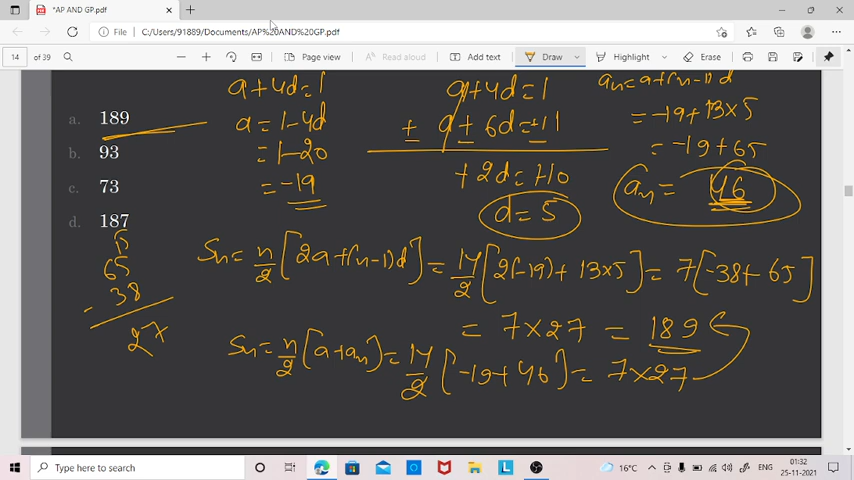 *AP AND GP.pdf
File C:/Users/91889/Documents/AP%20AND%20GP.pdf
14 of 39 Page view Read aloud Add text Draw Highlight Erase
a+4d=1 a+4d=1 an=a+(n-1)d
a. 189 a=1-4d a+6d=11 =-19+13×5
b. 93 =1-20 +2d=+10 =-19+65
c. 73 =-19 d=5 an=46
d. 187
Sn=n/2[2a+(n-1)d]=14/2[2(-19)+13×5]=7[-38+65]
65
-38
27
=7×27=189
Sn=n/2[a+an]=14/2[-19+46]=7×27
Type here to search 16°C ENG 01:32
25-11-2021